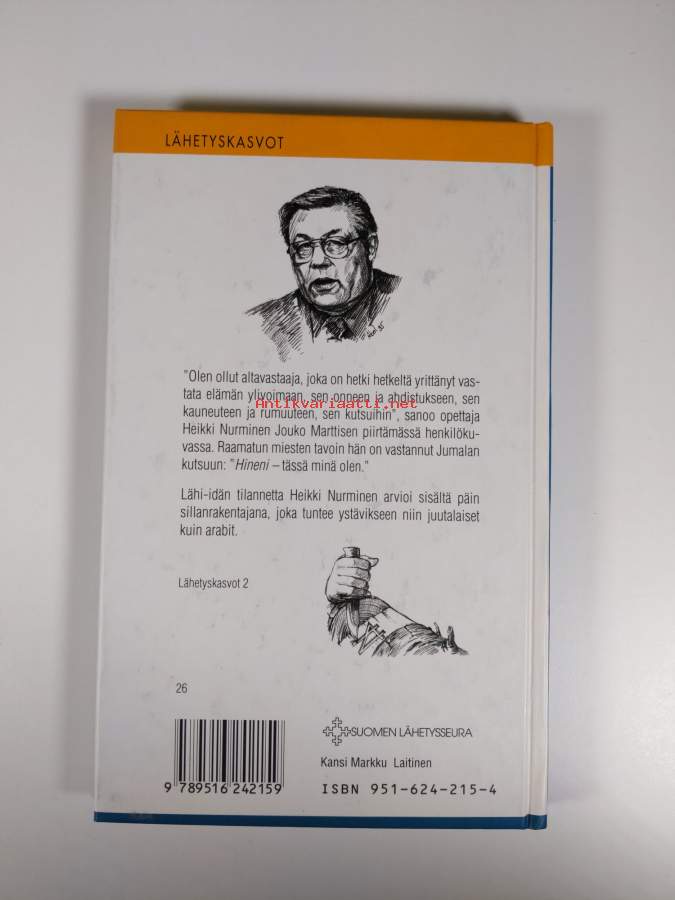 LÄHETYSKASVOT
"Olen ollut altavastaaja, joka on hetki hetkeltä yrittänyt vas-
tata elämän ylivoimaan, sen onneen ja ahdistukseen, sen
Antikvariaatti.net
kauneuteen ja rumuuteen, sen kutsuihin", sanoo opettaja
Heikki Nurminen Jouko Marttisen piirtämässä henkilöku-
vassa. Raamatun miesten tavoin hän on vastannut Jumalan
kutsuun: "Hineni – tässä minä olen."
Lähi-idän tilannetta Heikki Nurminen arvioi sisältä päin
sillanrakentajana, joka tuntee ystävikseen niin juutalaiset
kuin arabit.
Lähetyskasvot 2
26
SUOMEN LÄHETYSSEURA
Kansi Markku Laitinen
9 789516 242159
ISBN 951-624-215-4